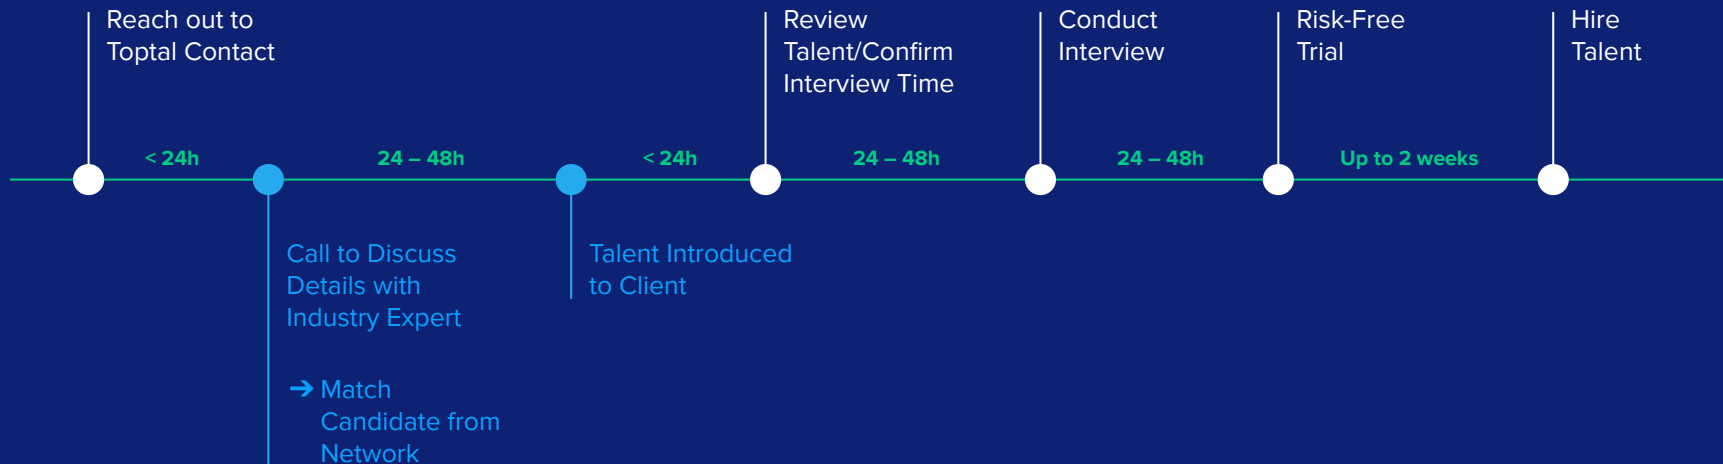 Reach out to
Toptal Contact
Review
Talent/Confirm
Interview Time
Conduct
Interview
Risk-Free
Trial
Hire
Talent
< 24h
24 – 48h
< 24h
24 – 48h
24 – 48h
Up to 2 weeks
Call to Discuss
Details with
Industry Expert
➔ Match
Candidate from
Network
Talent Introduced
to Client